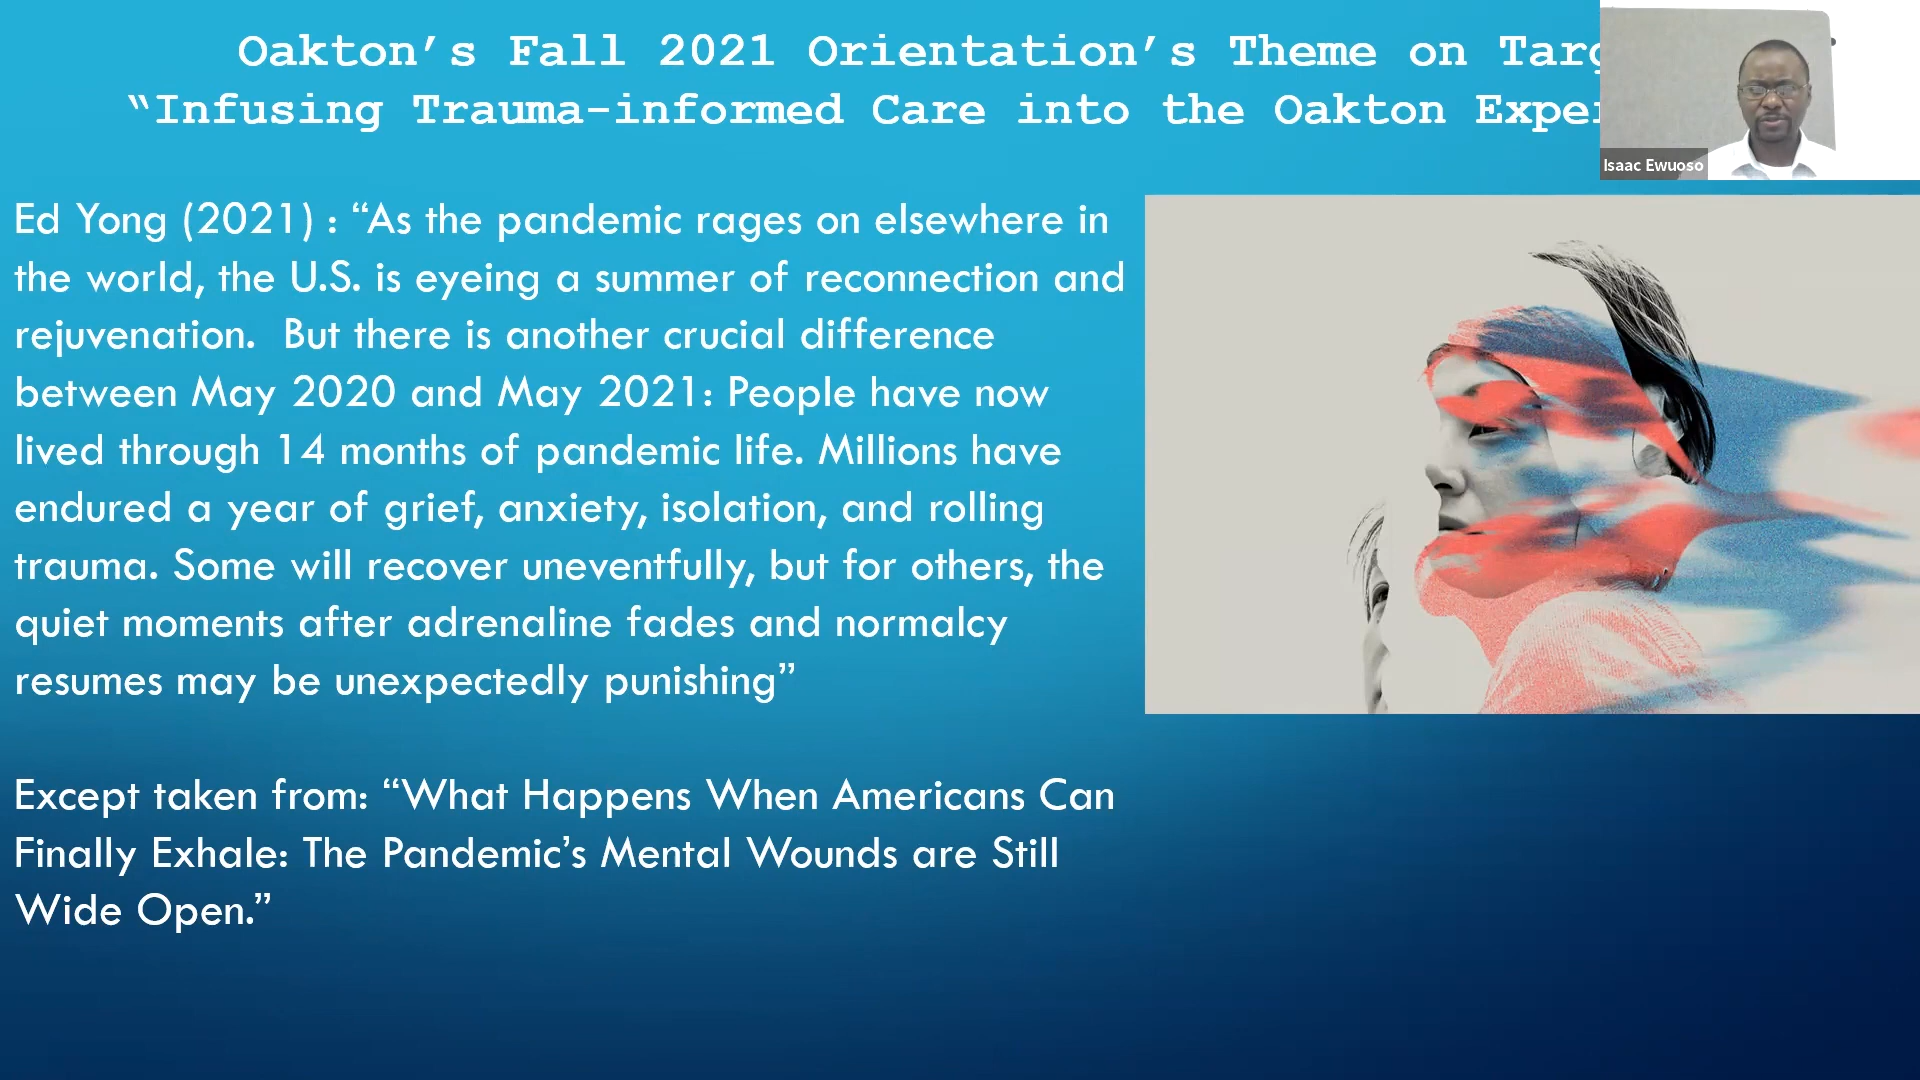 Oakton’s Fall 2021 Orientation’s Theme on
“Infusing Trauma-informed Care into the Oakton
Isaac Ewuoso
Ed Yong (2021) : “As the pandemic rages on elsewhere in
the world, the U.S. is eyeing a summer of reconnection and
rejuvenation.  But there is another crucial difference
between May 2020 and May 2021: People have now
lived through 14 months of pandemic life. Millions have
endured a year of grief, anxiety, isolation, and rolling
trauma. Some will recover uneventfully, but for others, the
quiet moments after adrenaline fades and normalcy
resumes may be unexpectedly punishing”
Except taken from: “What Happens When Americans Can
Finally Exhale: The Pandemic’s Mental Wounds are Still
Wide Open.”